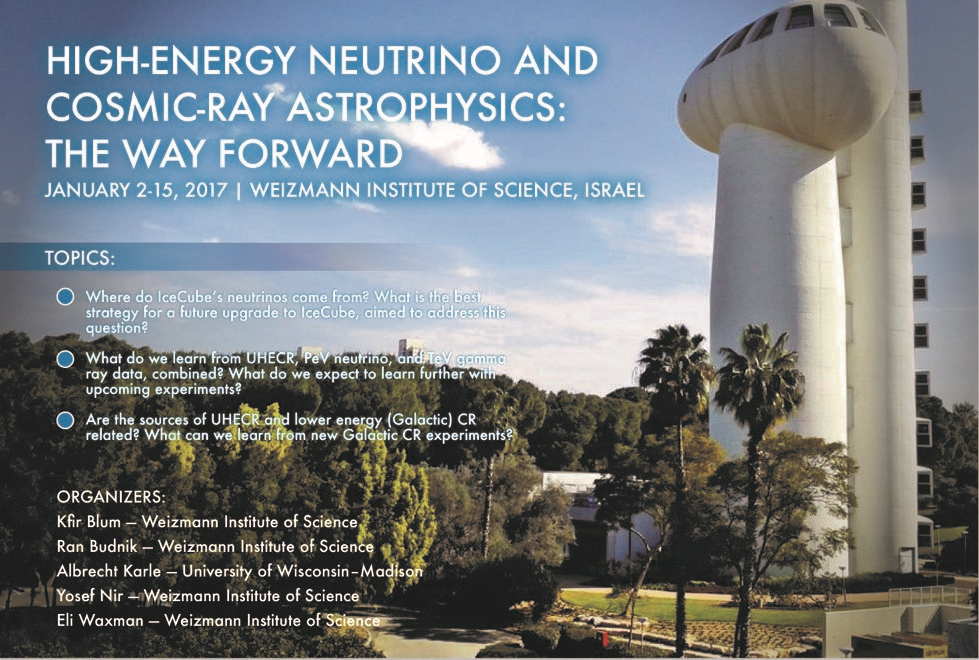 HIGH-ENERGY NEUTRINO AND
COSMIC-RAY ASTROPHYSICS:
THE WAY FORWARD
JANUARY 2-15, 2017 | WEIZMANN INSTITUTE OF SCIENCE, ISRAEL
TOPICS:
Where do IceCube's neutrinos come from? What is the best
strategy for a future upgrade to IceCube, aimed to address this
question?
What do we learn from UHECR, PeV neutrino, and TeV gamma
ray data, combined? What do we expect to learn further with
upcoming experiments?
Are the sources of UHECR and lower energy (Galactic) CR
related? What can we learn from new Galactic CR experiments?
ORGANIZERS:
Kfir Blum — Weizmann Institute of Science
Ran Budnik — Weizmann Institute of Science
Albrecht Karle — University of Wisconsin–Madison
Yosef Nir — Weizmann Institute of Science
Eli Waxman — Weizmann Institute of Science